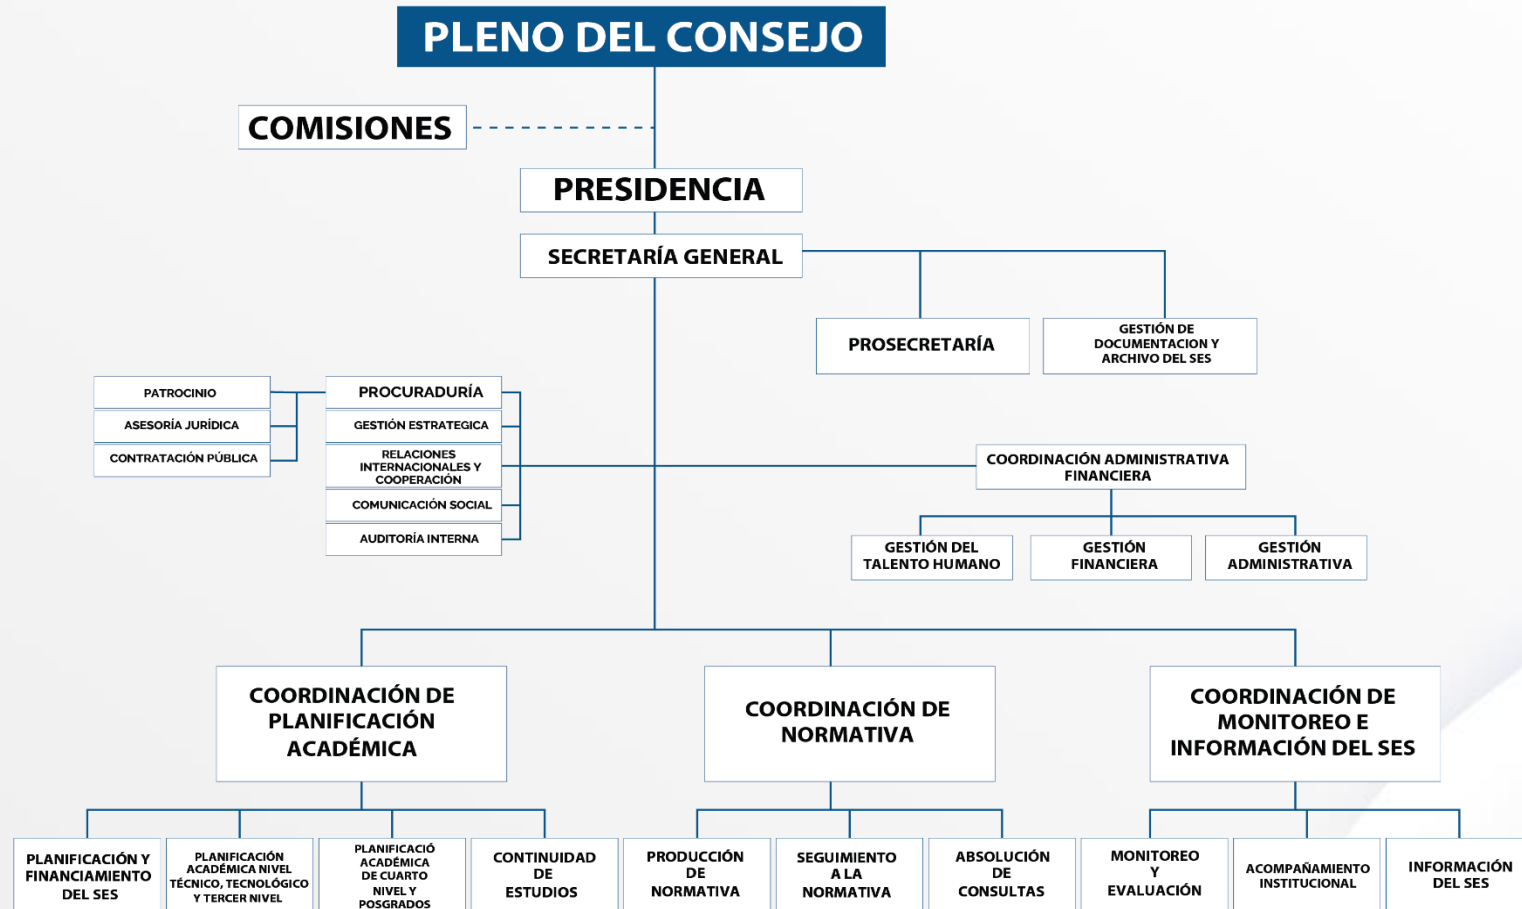 PLENO DEL CONSEJO
COMISIONES
PRESIDENCIA
SECRETARÍA GENERAL
PROSECRETARÍA
GESTIÓN DE
DOCUMENTACION Y
ARCHIVO DEL SES
PATROCINIO
ASESORÍA JURÍDICA
CONTRATACIÓN PÚBLICA
PROCURADURÍA
GESTIÓN ESTRATEGICA
RELACIONES
INTERNACIONALES Y
COOPERACIÓN
COMUNICACIÓN SOCIAL
AUDITORÍA INTERNA
COORDINACIÓN ADMINISTRATIVA
FINANCIERA
GESTIÓN DEL
TALENTO HUMANO
GESTIÓN
FINANCIERA
GESTIÓN
ADMINISTRATIVA
COORDINACIÓN DE
PLANIFICACIÓN
ACADÉMICA
COORDINACIÓN DE
NORMATIVA
COORDINACIÓN DE
MONITOREO E
INFORMACIÓN DEL SES
PLANIFICACIÓN Y
FINANCIAMIENTO
DEL SES
PLANIFICACIÓN
ACADÉMICA NIVEL
TÉCNICO, TECNOLÓGICO
Y TERCER NIVEL
PLANIFICACIÓ
ACADÉMICA
DE CUARTO
NIVEL Y
POSGRADOS
CONTINUIDAD
DE
ESTUDIOS
PRODUCCIÓN
DE
NORMATIVA
SEGUIMIENTO
A LA
NORMATIVA
ABSOLUCIÓN
DE
CONSULTAS
MONITOREO
Y
EVALUACIÓN
ACOMPAÑAMIENTO
INSTITUCIONAL
INFORMACIÓN
DEL SES